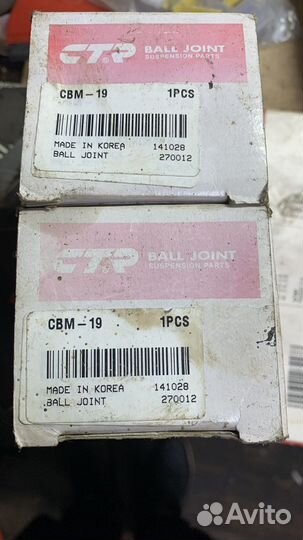 CTR BALL JOINT
SUSPENSION PARTS
CBM-19 1PCS
MADE IN KOREA 141028
BALL JOINT 270012
CTR BALL JOINT
SUSPENSION PARTS
CBM-19 1PCS
MADE IN KOREA 141028
BALL JOINT 270012
Avito